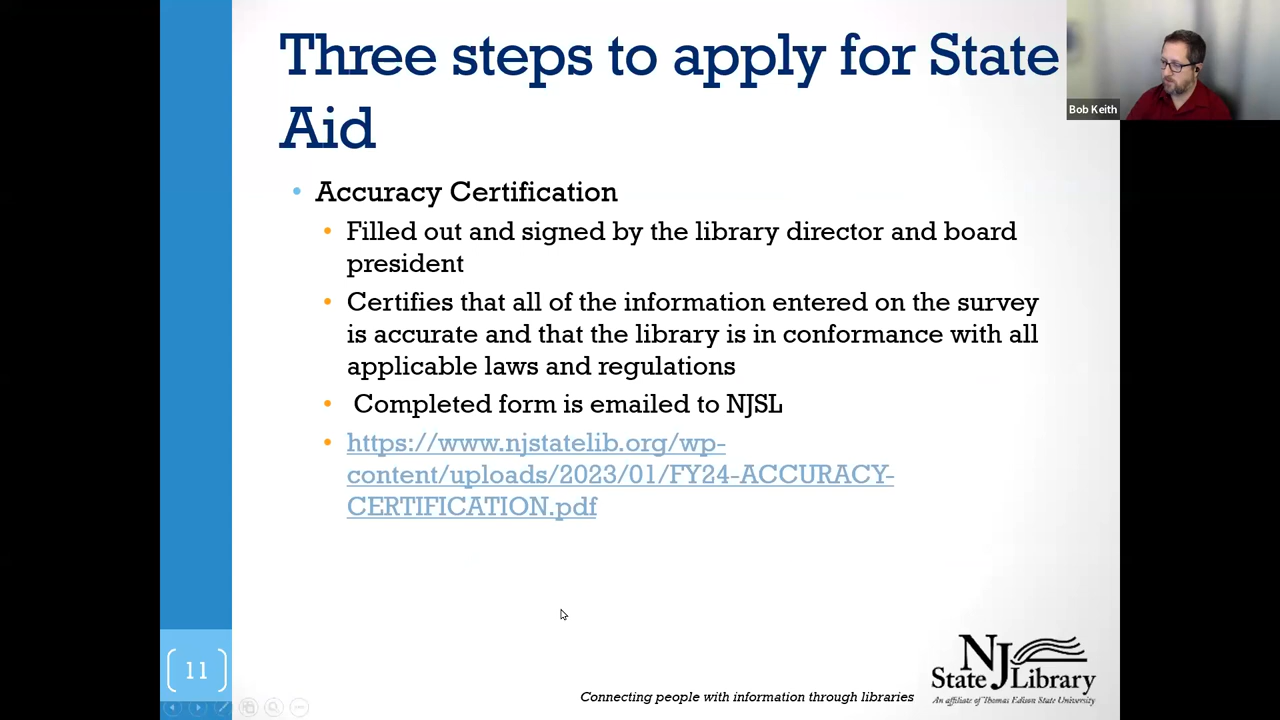 Three steps to apply for State
Aid
Bob Keith
• Accuracy Certification
• Filled out and signed by the library director and board
president
• Certifies that all of the information entered on the survey
is accurate and that the library is in conformance with all
applicable laws and regulations
• Completed form is emailed to NJSL
• https://www.njstatelib.org/wp-
content/uploads/2023/01/FY24-ACCURACY-
CERTIFICATION.pdf
11
Connecting people with information through libraries
NJ
State Library
An affiliate of Thomas Edison State University